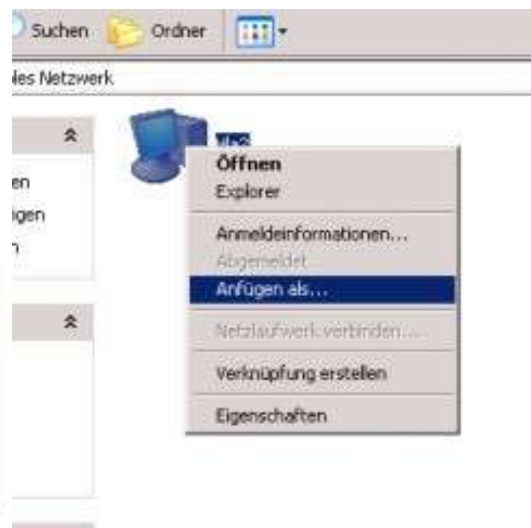 Suchen Ordner
les Netzwerk
en
igen
Öffnen
Explorer
Anmeldeinformationen...
Abgemeldet
Anfügen als...
Netzlaufwerk verbinden...
Verknüpfung erstellen
Eigenschaften